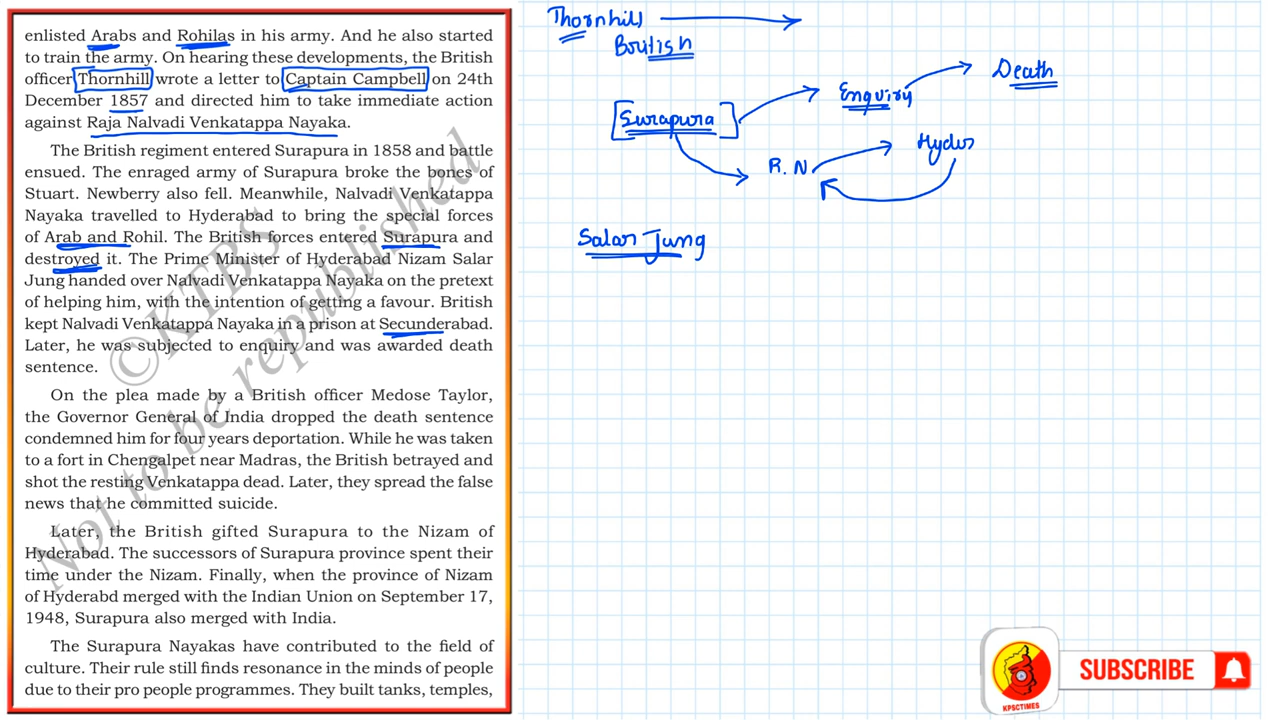 enlisted Arabs and Rohilas in his army. And he also started
to train the army. On hearing these developments, the British
officer Thornhill wrote a letter to Captain Campbell on 24th
December 1857 and directed him to take immediate action
against Raja Nalvadi Venkatappa Nayaka.
The British regiment entered Surapura in 1858 and battle
ensued. The enraged army of Surapura broke the bones of
Stuart. Newberry also fell. Meanwhile, Nalvadi Venkatappa
Nayaka travelled to Hyderabad to bring the special forces
of Arab and Rohil. The British forces entered Surapura and
destroyed it. The Prime Minister of Hyderabad Nizam Salar
Jung handed over Nalvadi Venkatappa Nayaka on the pretext
of helping him, with the intention of getting a favour. British
kept Nalvadi Venkatappa Nayaka in a prison at Secunderabad.
Later, he was subjected to enquiry and was awarded death
sentence.
On the plea made by a British officer Medose Taylor,
the Governor General of India dropped the death sentence
condemned him for four years deportation. While he was taken
to a fort in Chengalpet near Madras, the British betrayed and
shot the resting Venkatappa dead. Later, they spread the false
news that he committed suicide.
Later, the British gifted Surapura to the Nizam of
Hyderabad. The successors of Surapura province spent their
time under the Nizam. Finally, when the province of Nizam
of Hyderabd merged with the Indian Union on September 17,
1948, Surapura also merged with India.
The Surapura Nayakas have contributed to the field of
culture. Their rule still finds resonance in the minds of people
due to their pro people programmes. They built tanks, temples,
©KTBS
Not to be republished
Thornhill
British
[Surapura]
Enquiry
Death
R.N
Hyder
Salar Jung
KPSCTIMES
SUBSCRIBE